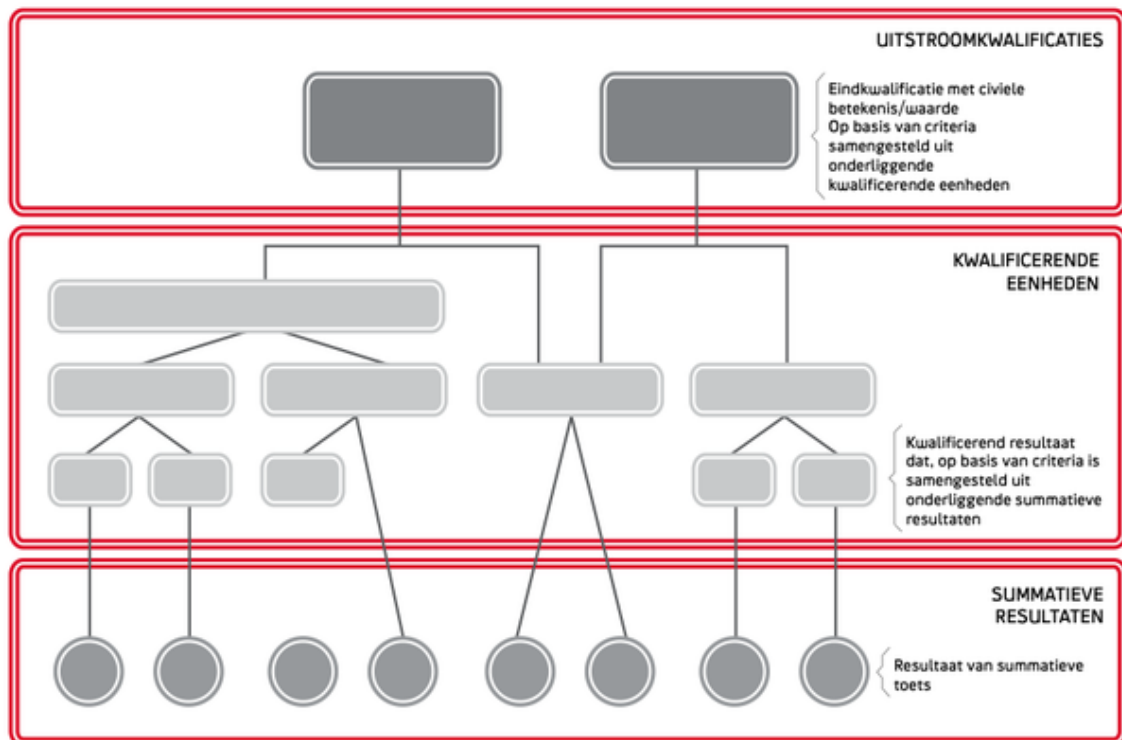 UITSTROOMKWALIFICATIES
Eindkwalificatie met civiele
betekenis/waarde
Op basis van criteria
samengesteld uit
onderliggende
kwalificerende eenheden
KWALIFICERENDE
EENHEDEN
Kwalificerend resultaat
dat, op basis van criteria is
samengesteld uit
onderliggende summatieve
resultaten
SUMMATIEVE
RESULTATEN
Resultaat van summatieve
toets